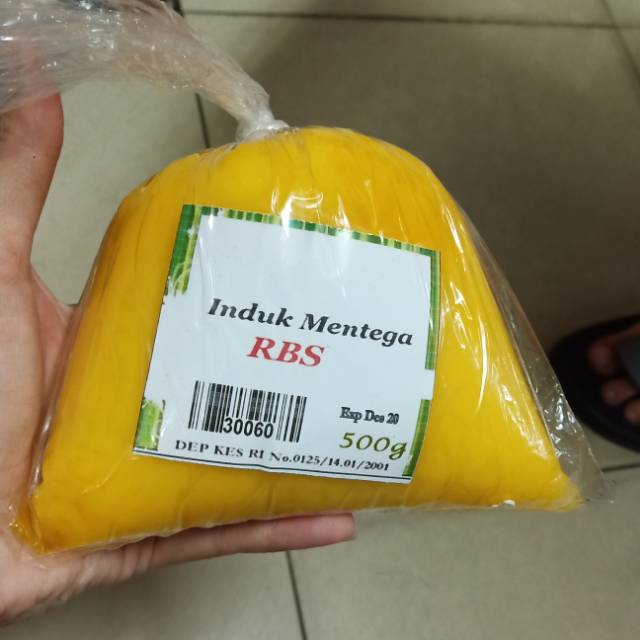 Induk Mentega
RBS
30060
Exp Des 20
500g
DEP KES RI No.0125/14.01/2001